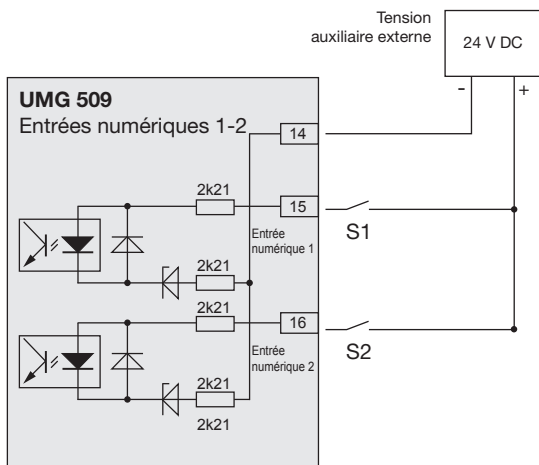 Tension
auxiliaire externe
24 V DC
- +
UMG 509
Entrées numériques 1-2
14
2k21
15
S1
Entrée
numérique 1
2k21
2k21
16
S2
Entrée
numérique 2
2k21
2k21